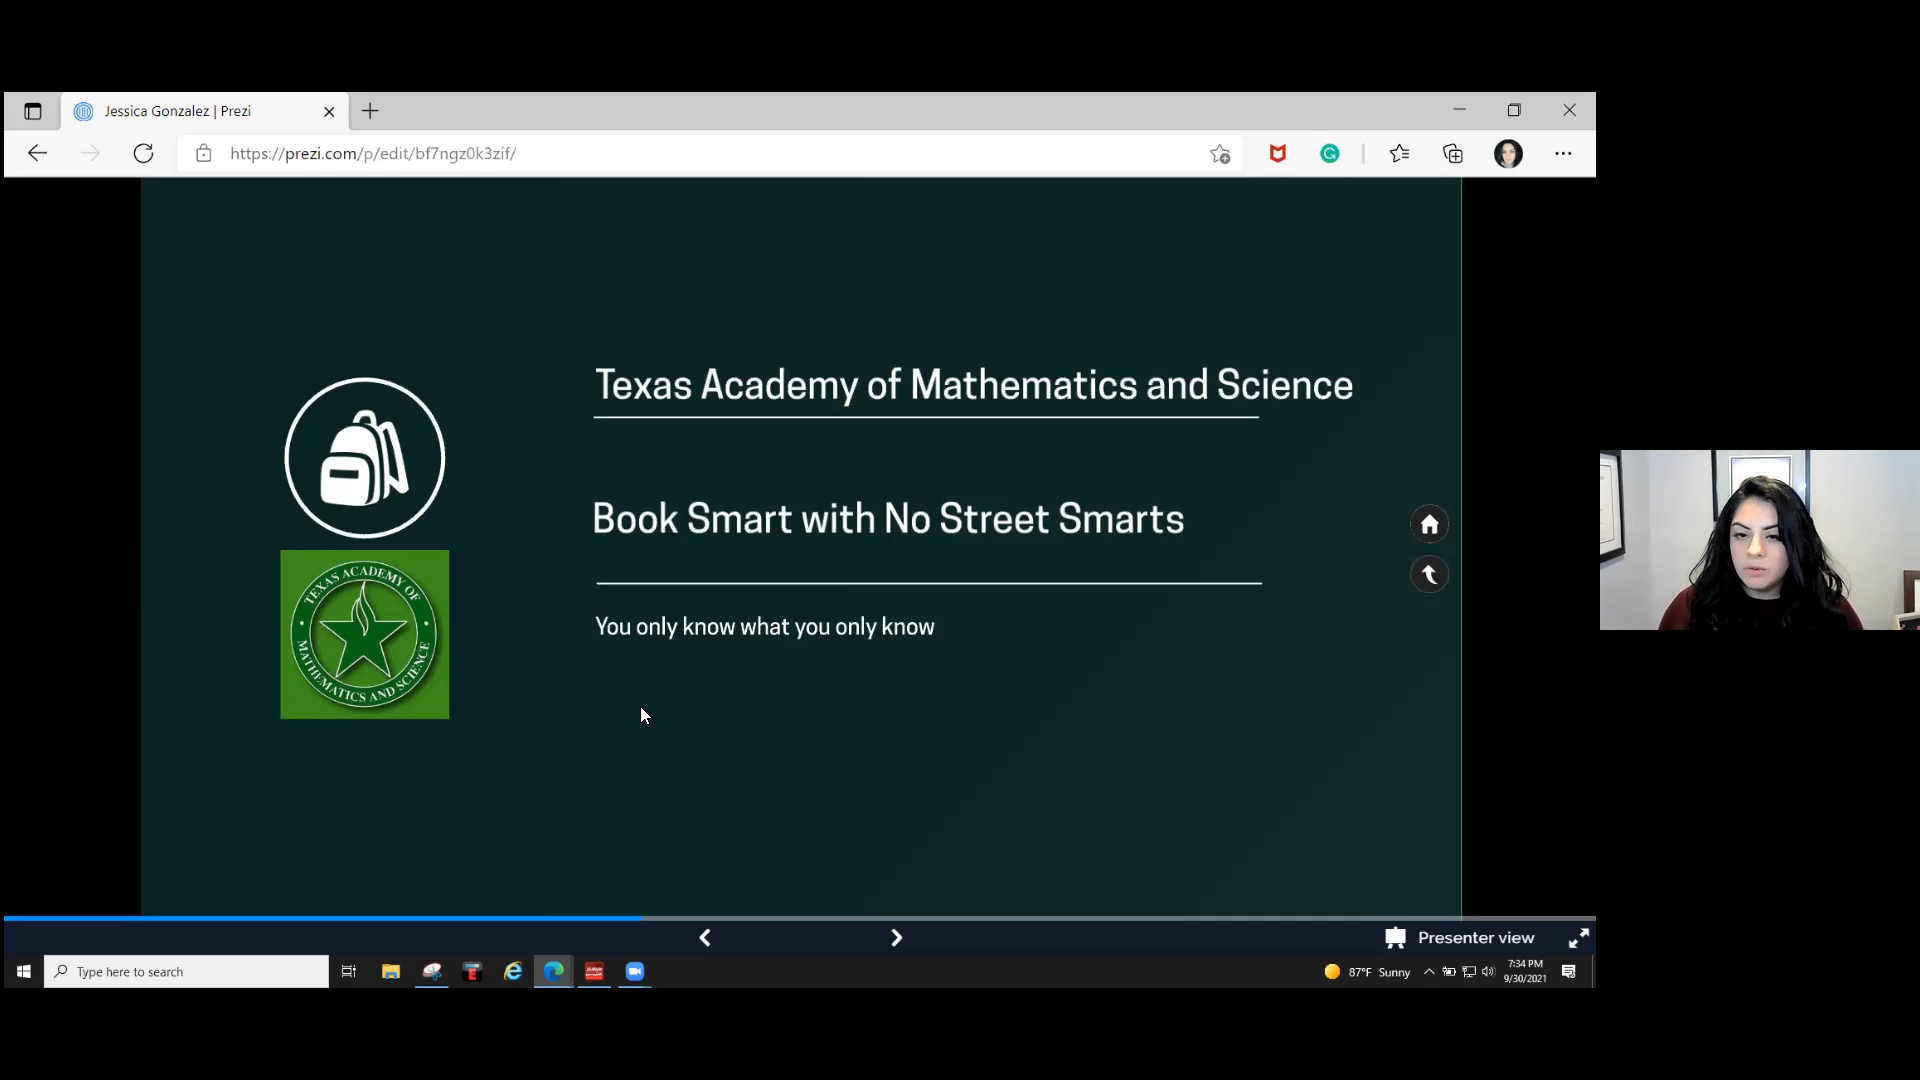 Jessica Gonzalez | Prezi
https://prezi.com/p/edit/bf7ngz0k3zif/
Texas Academy of Mathematics and Science
Book Smart with No Street Smarts
TEXAS ACADEMY OF
MATHEMATICS AND SCIENCE
You only know what you only know
Presenter view
Type here to search
87°F Sunny
7:34 PM
9/30/2021